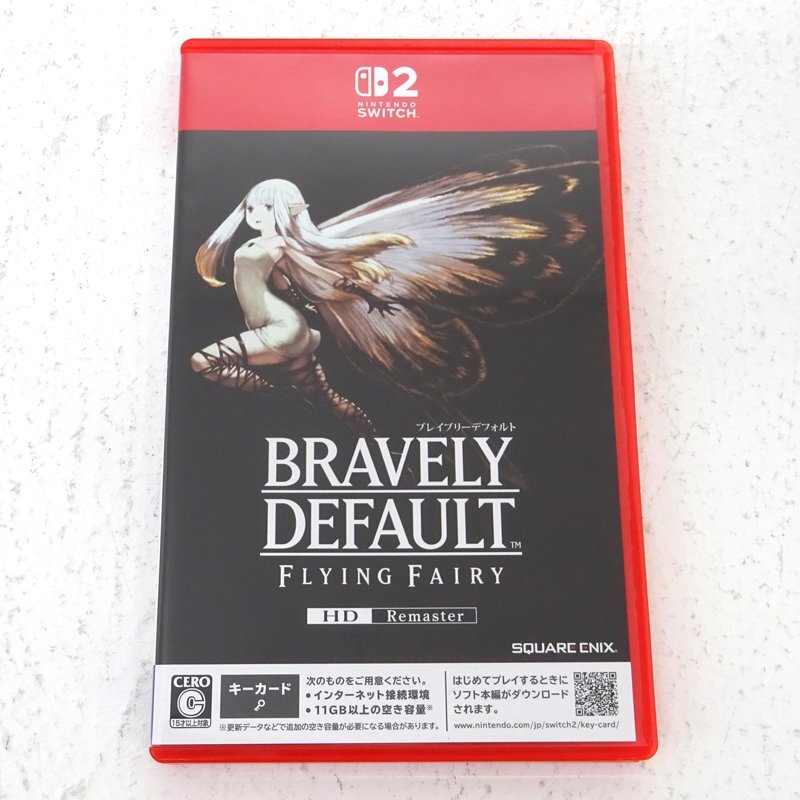 2
NINTENDO
SWITCH™
ブレイブリーデフォルト
BRAVELY
DEFAULT™
FLYING FAIRY
HD Remaster
SQUARE ENIX®
CERO
C
15才以上対象
キーカード
次のものをご用意ください。
•インターネット接続環境
•11GB以上の空き容量※
※更新データなどで追加の空き容量が必要になる場合があります。
はじめてプレイするときに
ソフト本編がダウンロード
されます。
www.nintendo.com/jp/switch2/key-card/